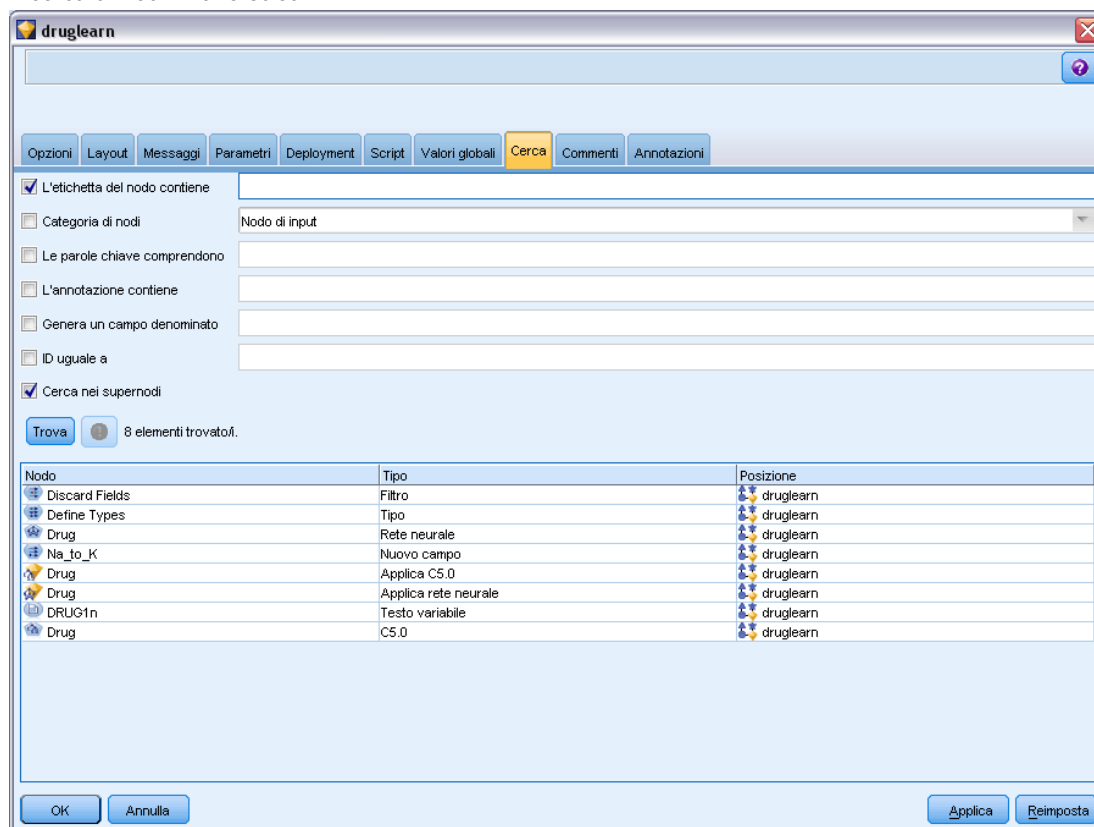 druglearn
Opzioni Layout Messaggi Parametri Deployment Script Valori globali Cerca Commenti Annotazioni
L'etichetta del nodo contiene
Categoria di nodi Nodo di input
Le parole chiave comprendono
L'annotazione contiene
Genera un campo denominato
ID uguale a
Cerca nei supernodi
Trova 8 elementi trovato/i.
Nodo Tipo Posizione
Discard Fields Filtro druglearn
Define Types Tipo druglearn
Drug Rete neurale druglearn
Na_to_K Nuovo campo druglearn
Drug Applica C5.0 druglearn
Drug Applica rete neurale druglearn
DRUG1n Testo variabile druglearn
Drug C5.0 druglearn
OK Annulla Applica Reimposta